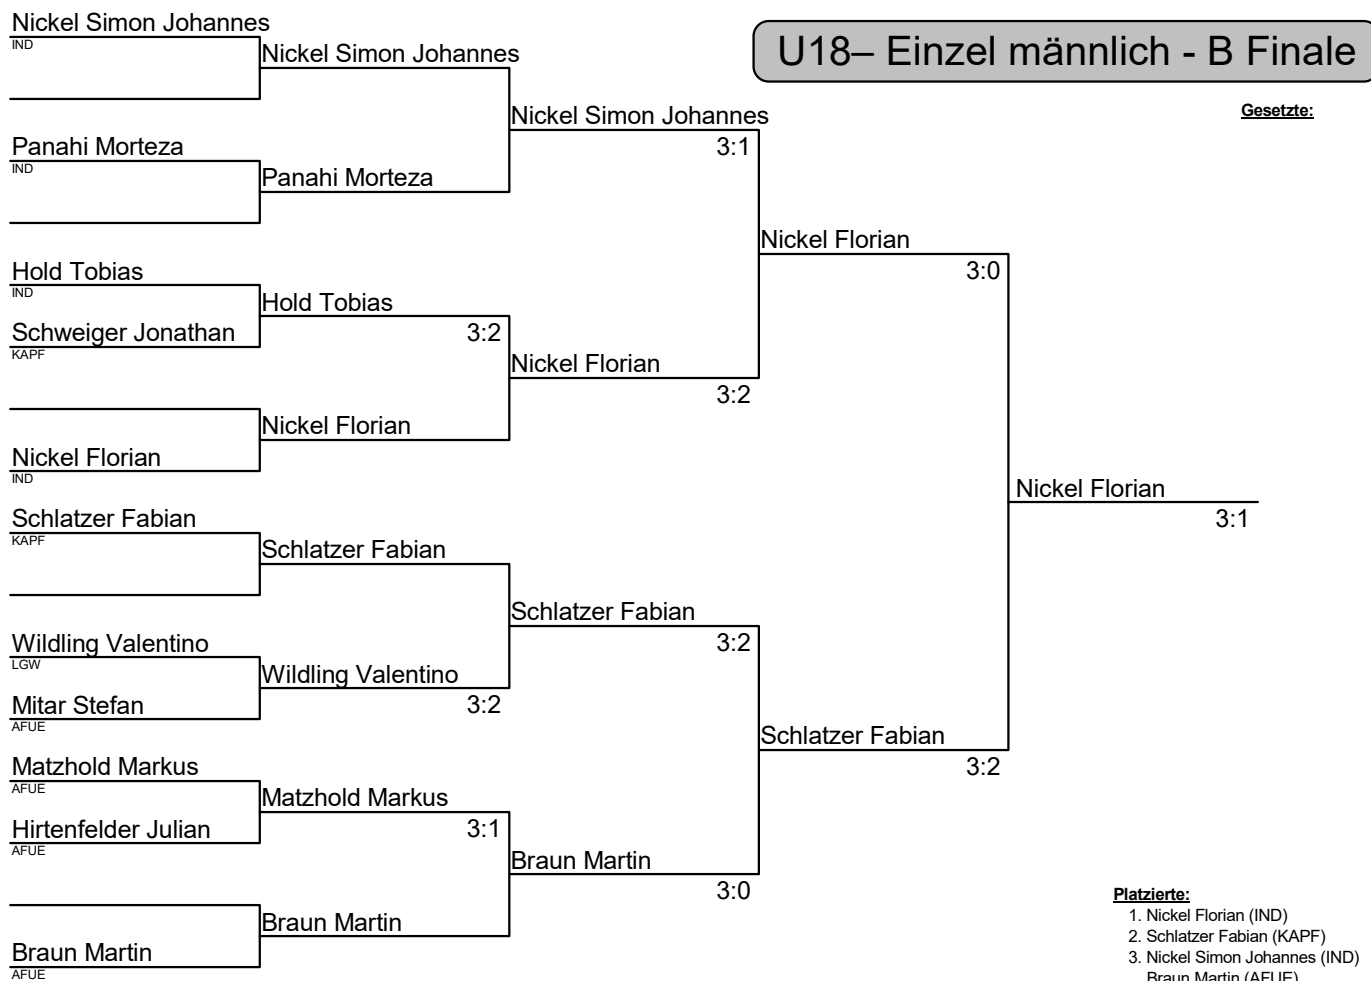 U18– Einzel männlich - B Finale
Gesetzte:
Nickel Simon Johannes
IND
Panahi Morteza
IND
Hold Tobias
IND
Schweiger Jonathan
KAPF
Nickel Florian
IND
Schlatzer Fabian
KAPF
Wildling Valentino
LGW
Mitar Stefan
AFUE
Matzhold Markus
AFUE
Hirtenfelder Julian
AFUE
Braun Martin
AFUE
Nickel Simon Johannes
Panahi Morteza
Hold Tobias
3:2
Nickel Florian
Schlatzer Fabian
Wildling Valentino
3:2
Matzhold Markus
3:1
Braun Martin
Nickel Simon Johannes
3:1
Nickel Florian
3:2
Schlatzer Fabian
3:2
Braun Martin
3:0
Nickel Florian
3:0
Schlatzer Fabian
3:2
Nickel Florian
3:1
Platzierte:
1. Nickel Florian (IND)
2. Schlatzer Fabian (KAPF)
3. Nickel Simon Johannes (IND)
Braun Martin (AFUE)